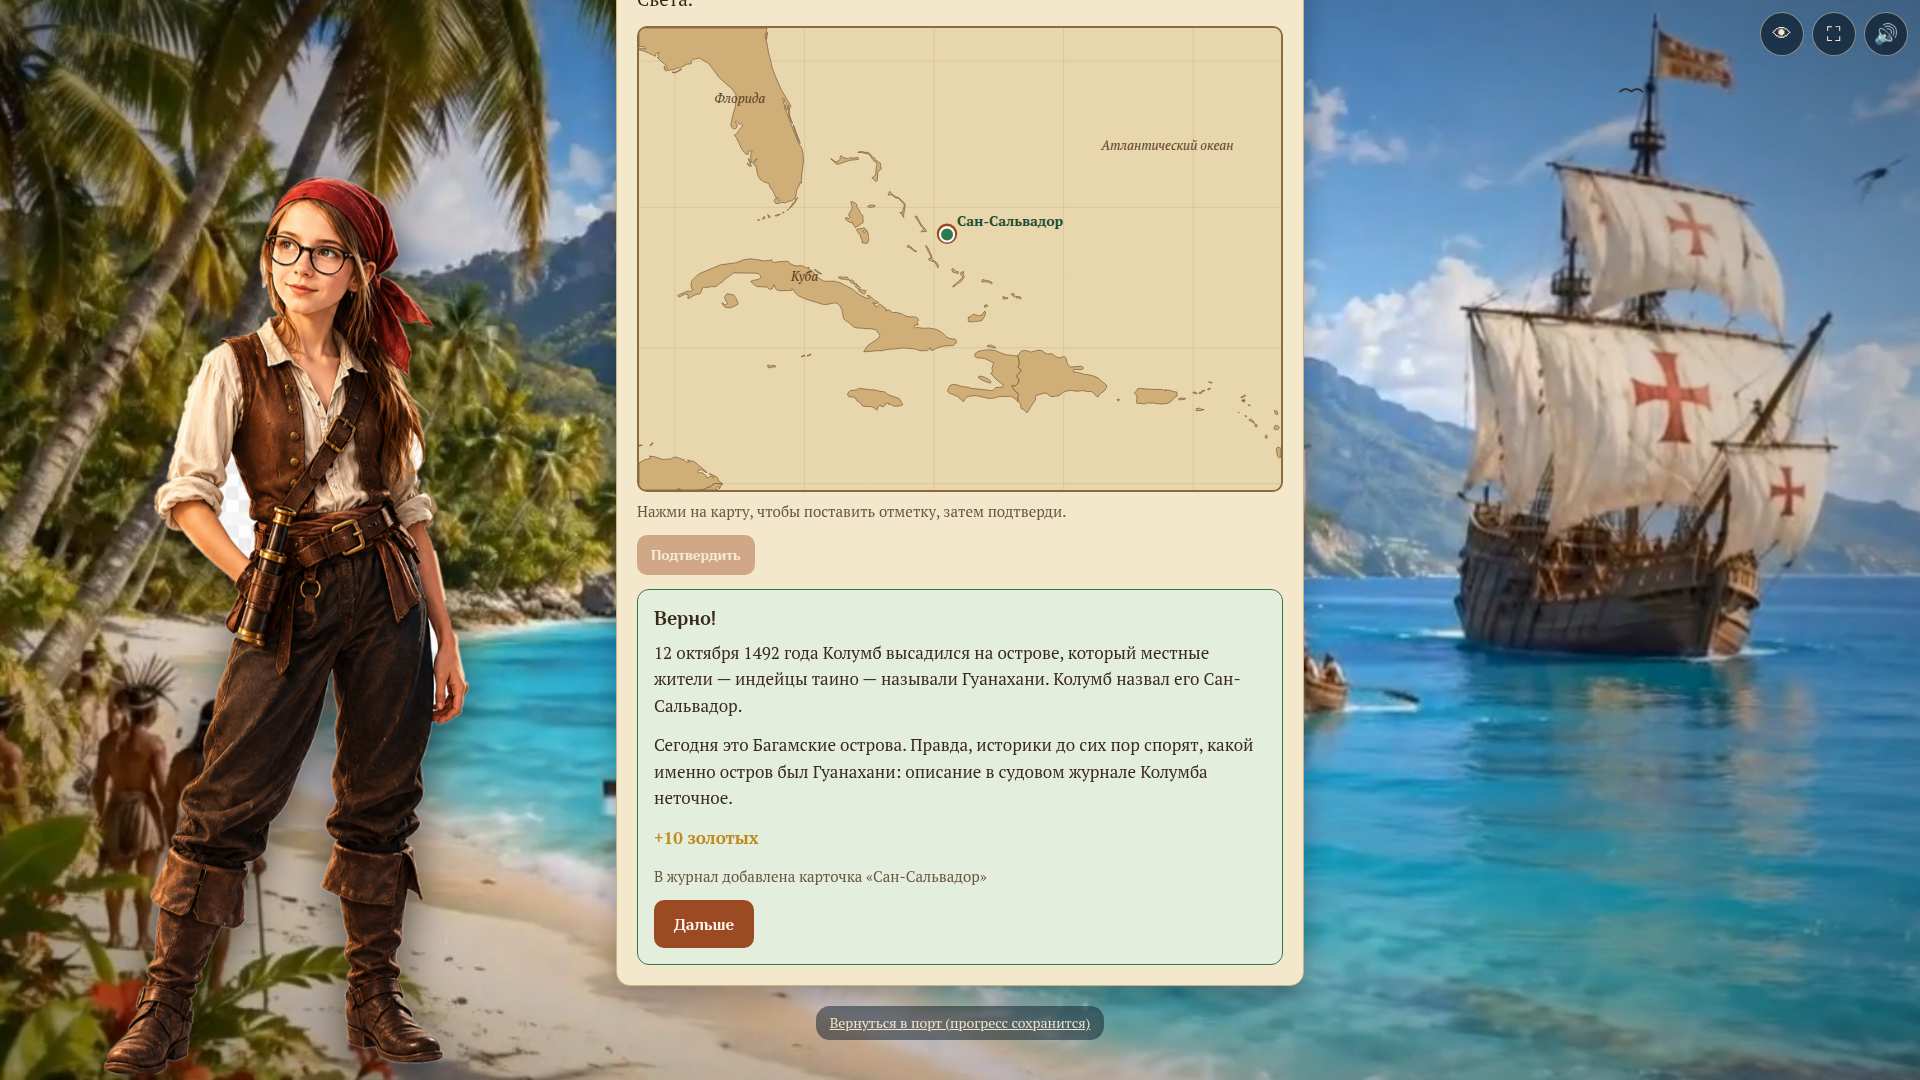 Света.
Флорида
Атлантический океан
Сан-Сальвадор
Куба
Нажми на карту, чтобы поставить отметку, затем подтверди.
Подтвердить
Верно!
12 октября 1492 года Колумб высадился на острове, который местные
жители — индейцы таино — называли Гуанахани. Колумб назвал его Сан-
Сальвадор.
Сегодня это Багамские острова. Правда, историки до сих пор спорят, какой
именно остров был Гуанахани: описание в судовом журнале Колумба
неточное.
+10 золотых
В журнал добавлена карточка «Сан-Сальвадор»
Дальше
Вернуться в порт (прогресс сохранится)